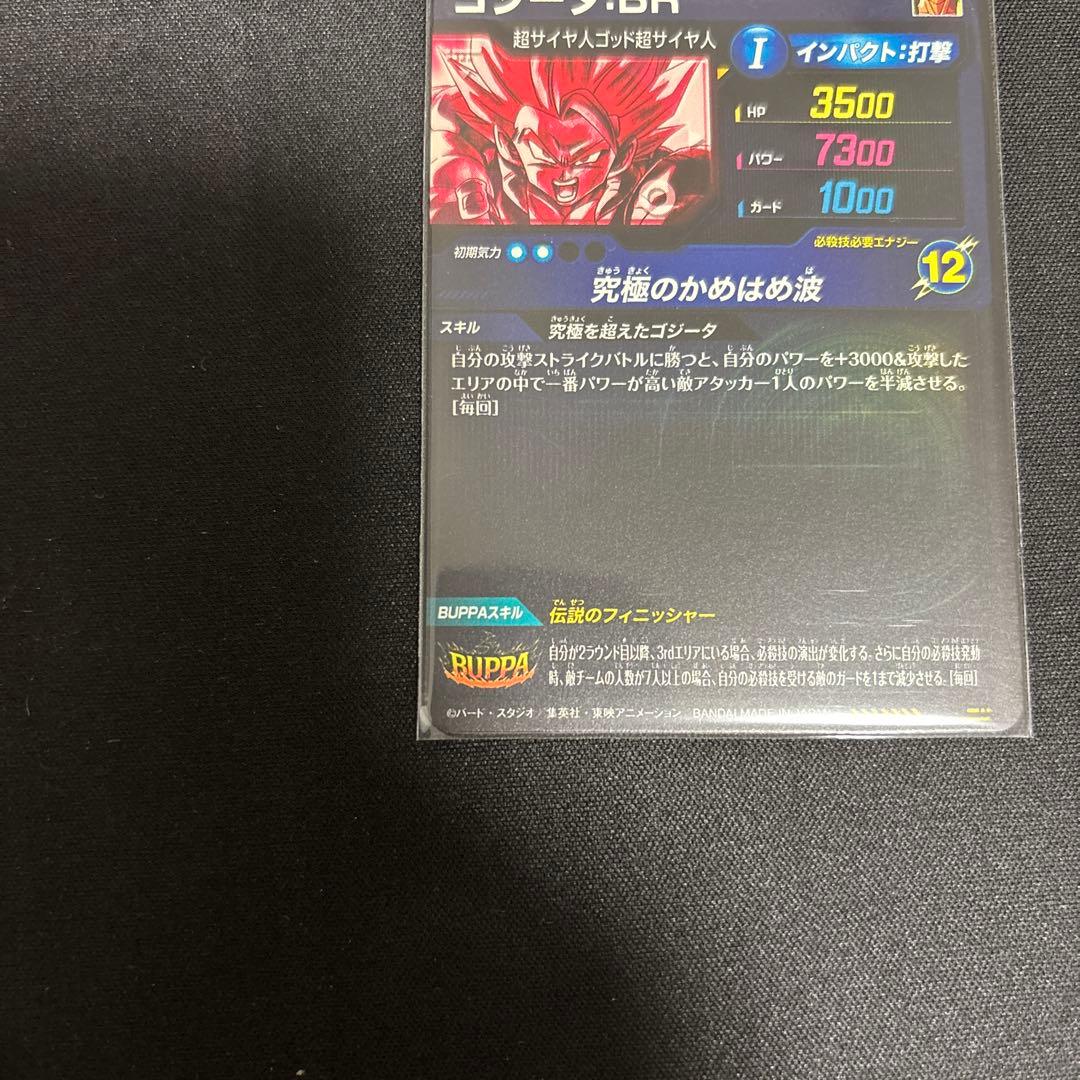 ゴジータ:BR
超サイヤ人ゴッド超サイヤ人
I インパクト:打撃
HP 3500
パワー 7300
ガード 1000
初期気力
必殺技必要エナジー
12
究極のかめはめ波
スキル 究極を超えたゴジータ
自分の攻撃ストライクバトルに勝つと、自分のパワーを+3000&攻撃した
エリアの中で一番パワーが高い敵アタッカー1人のパワーを半減させる。
[毎回]
BUPPAスキル 伝説のフィニッシャー
BUPPA
自分が2ラウンド目以降、3rdエリアにいる場合、必殺技の演出が変化する。さらに自分の必殺技発動
時、敵チームの人数が7人以上の場合、自分の必殺技を受ける敵のガードを1まで減少させる。[毎回]
©バード・スタジオ/集英社・東映アニメーション BANDAI MADE IN JAPAN